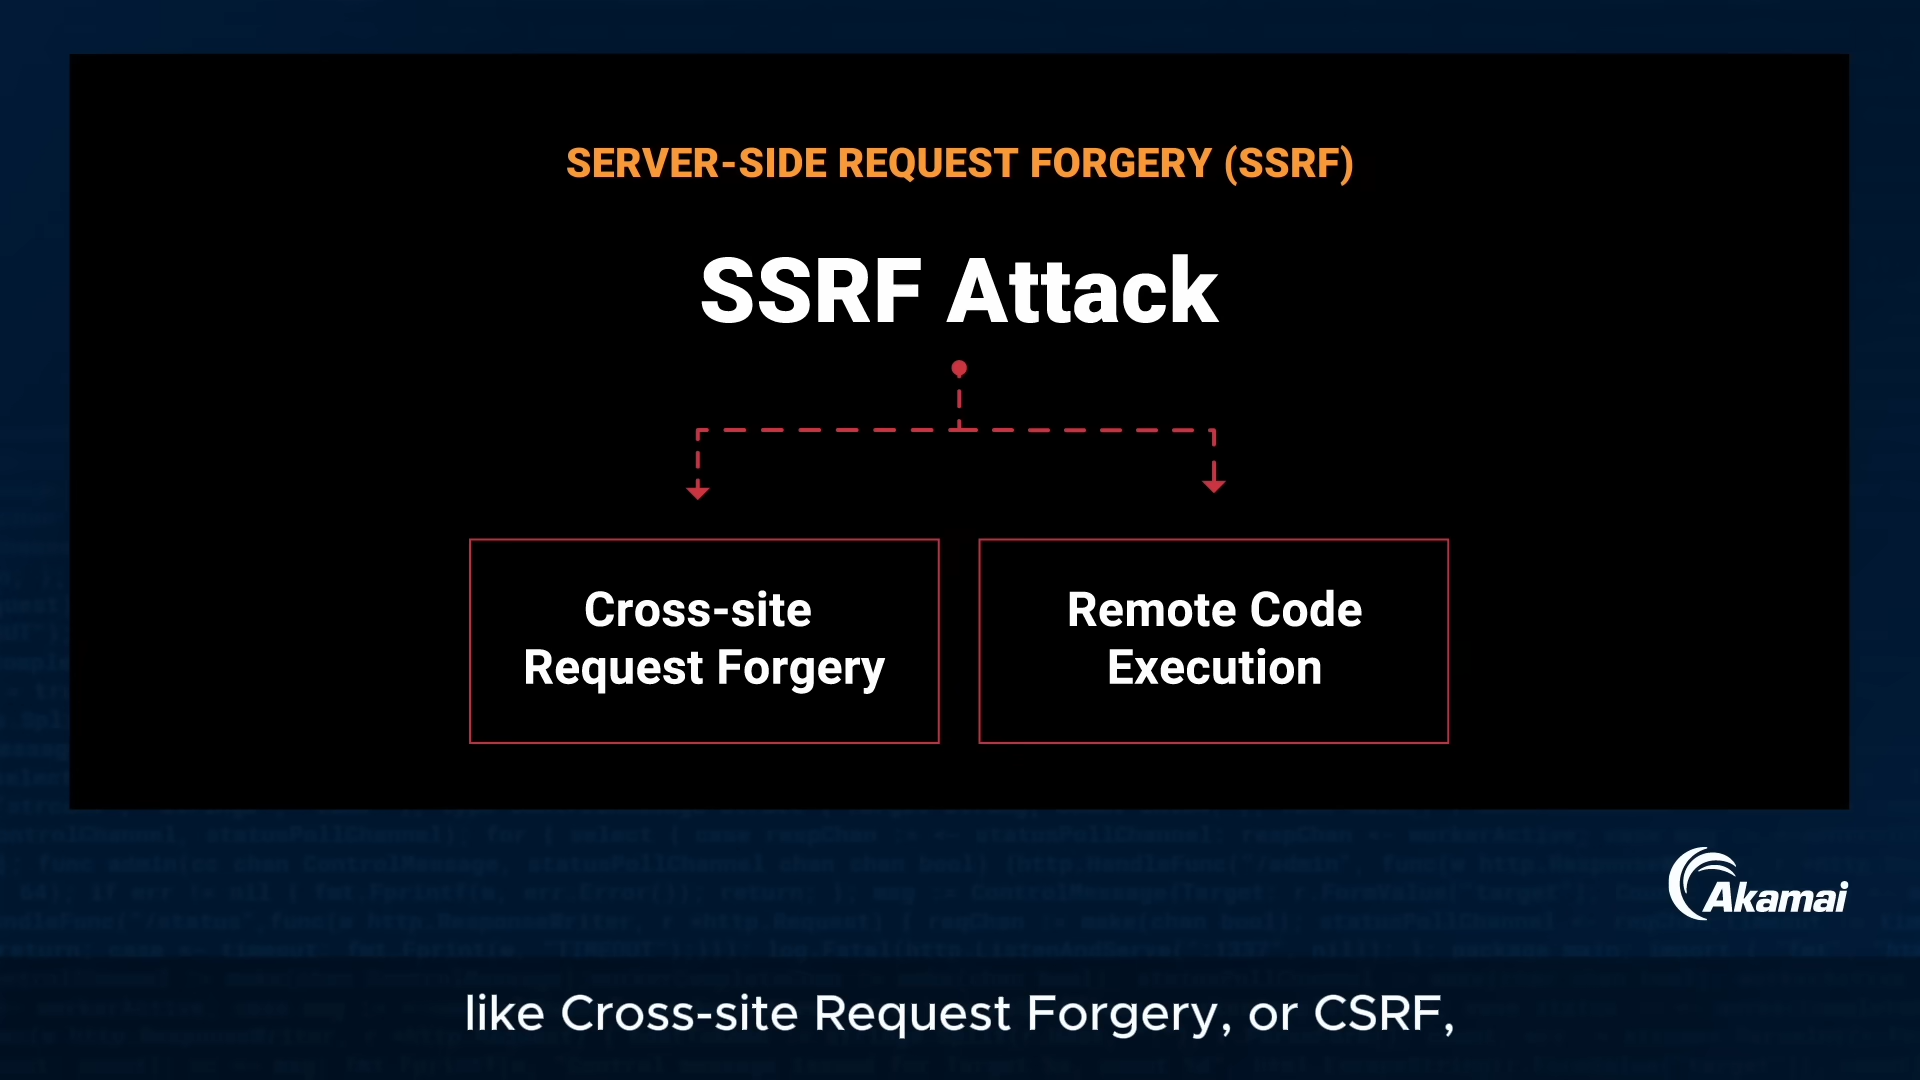 SERVER-SIDE REQUEST FORGERY (SSRF)
SSRF Attack
Cross-site
Request Forgery
Remote Code
Execution
Akamai
like Cross-site Request Forgery, or CSRF,